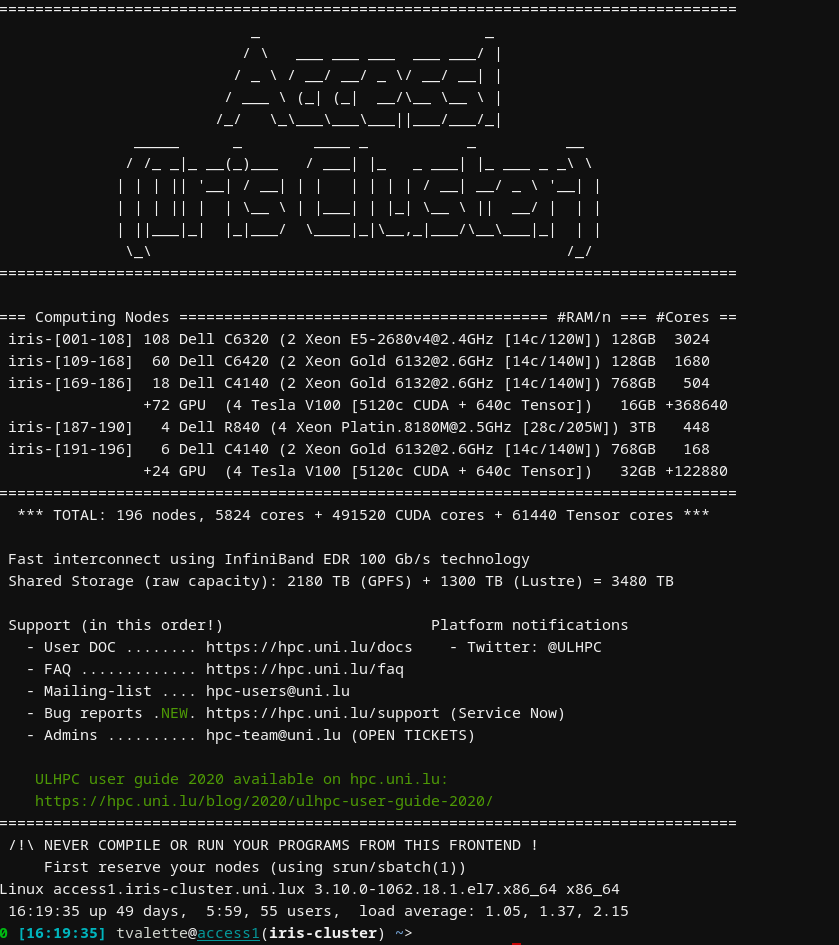 ===================================================================================
Access
(Iris Cluster)
===================================================================================
=== Computing Nodes ========================================= #RAM/n === #Cores ==
iris-[001-108] 108 Dell C6320 (2 Xeon E5-2680v4@2.4GHz [14c/120W]) 128GB 3024
iris-[109-168] 60 Dell C6420 (2 Xeon Gold 6132@2.6GHz [14c/140W]) 128GB 1680
iris-[169-186] 18 Dell C4140 (2 Xeon Gold 6132@2.6GHz [14c/140W]) 768GB 504
+72 GPU (4 Tesla V100 [5120c CUDA + 640c Tensor]) 16GB +368640
iris-[187-190] 4 Dell R840 (4 Xeon Platin.8180M@2.5GHz [28c/205W]) 3TB 448
iris-[191-196] 6 Dell C4140 (2 Xeon Gold 6132@2.6GHz [14c/140W]) 768GB 168
+24 GPU (4 Tesla V100 [5120c CUDA + 640c Tensor]) 32GB +122880
===================================================================================
*** TOTAL: 196 nodes, 5824 cores + 491520 CUDA cores + 61440 Tensor cores ***
Fast interconnect using InfiniBand EDR 100 Gb/s technology
Shared Storage (raw capacity): 2180 TB (GPFS) + 1300 TB (Lustre) = 3480 TB
Support (in this order!) Platform notifications
- User DOC ........ https://hpc.uni.lu/docs - Twitter: @ULHPC
- FAQ ............. https://hpc.uni.lu/faq
- Mailing-list .... hpc-users@uni.lu
- Bug reports .NEW. https://hpc.uni.lu/support (Service Now)
- Admins .......... hpc-team@uni.lu (OPEN TICKETS)
ULHPC user guide 2020 available on hpc.uni.lu:
https://hpc.uni.lu/blog/2020/ulhpc-user-guide-2020/
===================================================================================
/!\ NEVER COMPILE OR RUN YOUR PROGRAMS FROM THIS FRONTEND !
First reserve your nodes (using srun/sbatch(1))
Linux access1.iris-cluster.uni.lux 3.10.0-1062.18.1.el7.x86_64 x86_64
16:19:35 up 49 days, 5:59, 55 users, load average: 1.05, 1.37, 2.15
0 [16:19:35] tvalette@access1(iris-cluster) ~>